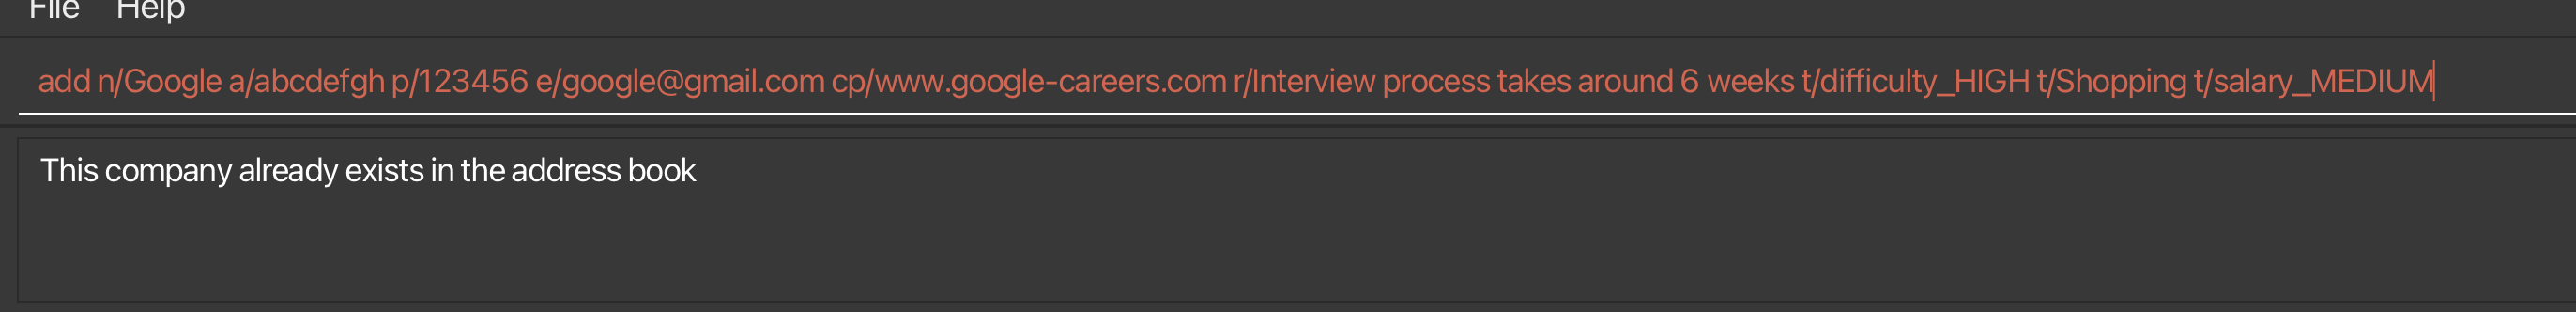 File Help
add n/Google a/abcdefgh p/123456 e/google@gmail.com cp/www.google-careers.com r/Interview process takes around 6 weeks t/difficulty_HIGH t/Shopping t/salary_MEDIUM
This company already exists in the address book